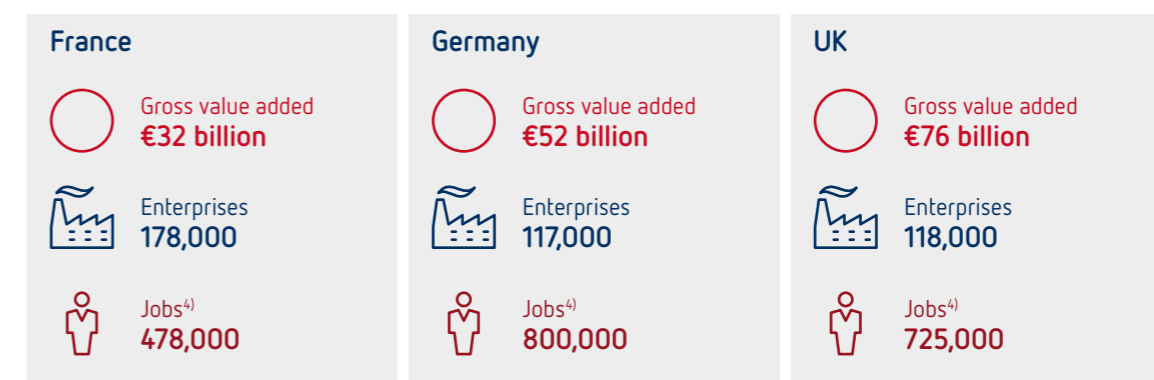 France
Gross value added
€32 billion
Enterprises
178,000
Jobs4)
478,000
Germany
Gross value added
€52 billion
Enterprises
117,000
Jobs4)
800,000
UK
Gross value added
€76 billion
Enterprises
118,000
Jobs4)
725,000